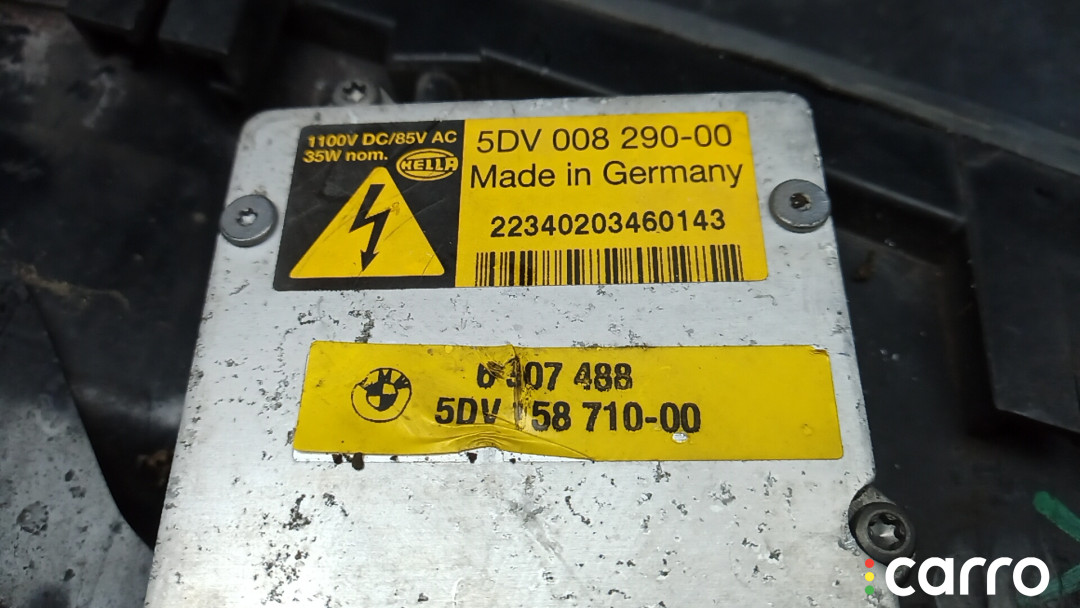 1100V DC/85V AC
35W nom.
HELLA
5DV 008 290-00
Made in Germany
22340203460143
BMW
488
5DV 158 710-00
carro